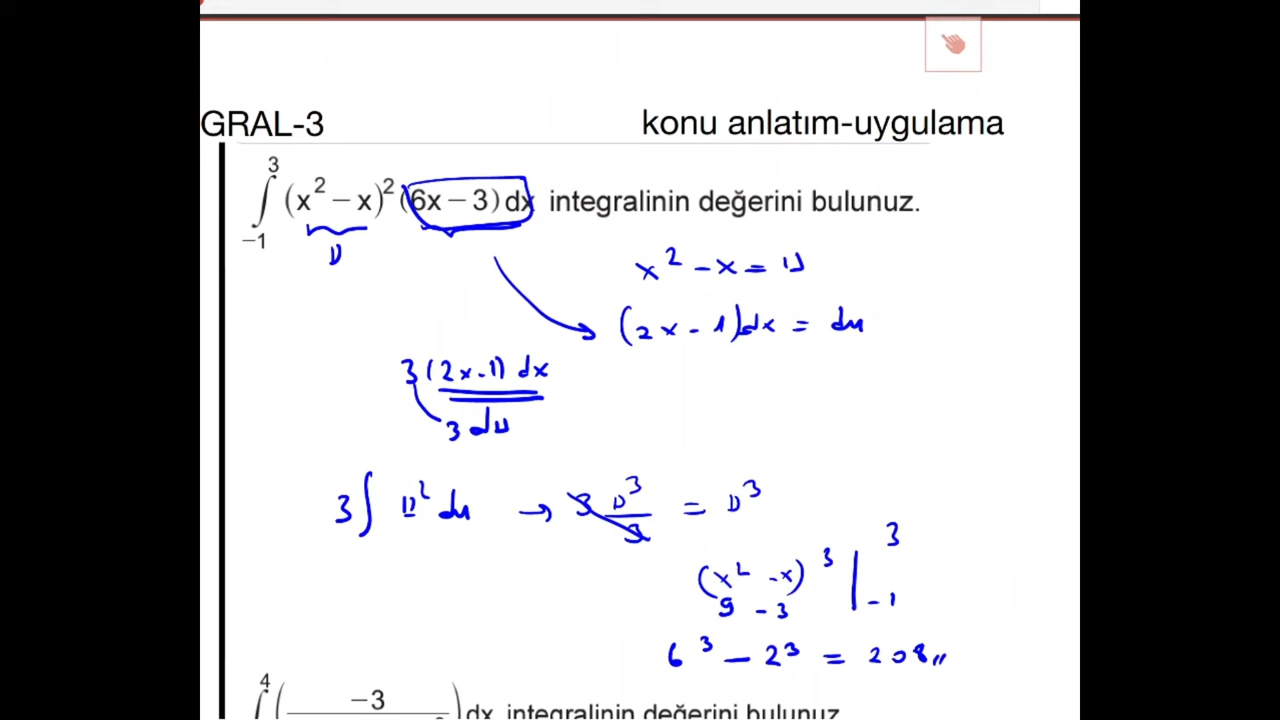 GRAL-3 konu anlatım-uygulama
∫₋₁³ (x² − x)² (6x − 3) dx integralinin değerini bulunuz.
u
x² - x = u
(2x - 1)dx = du
3(2x-1) dx
3 du
3∫ u² du → 3 u³/3 = u³
(x² - x)³ |₋₁³
9 - 3
6³ - 2³ = 208
4
∫ ( −3 ) dx integralinin değerini bulunuz